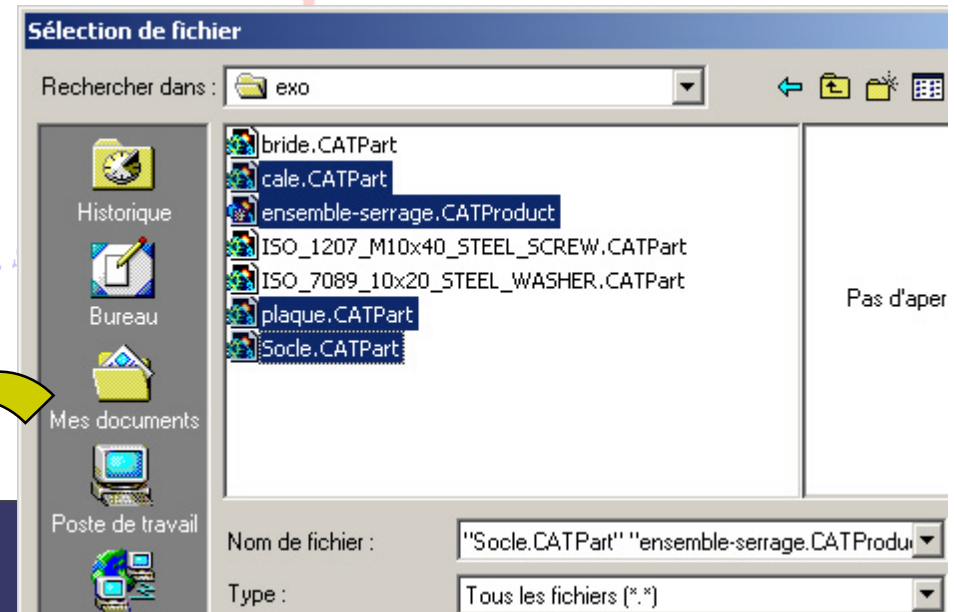 Sélection de fichier
Rechercher dans : exo
bride.CATPart
cale.CATPart
ensemble-serrage.CATProduct
ISO_1207_M10x40_STEEL_SCREW.CATPart
ISO_7089_10x20_STEEL_WASHER.CATPart
plaque.CATPart
Socle.CATPart
Historique
Bureau
Mes documents
Poste de travail
Pas d'aper
Nom de fichier : "Socle.CATPart" "ensemble-serrage.CATProdu
Type : Tous les fichiers (*.*)